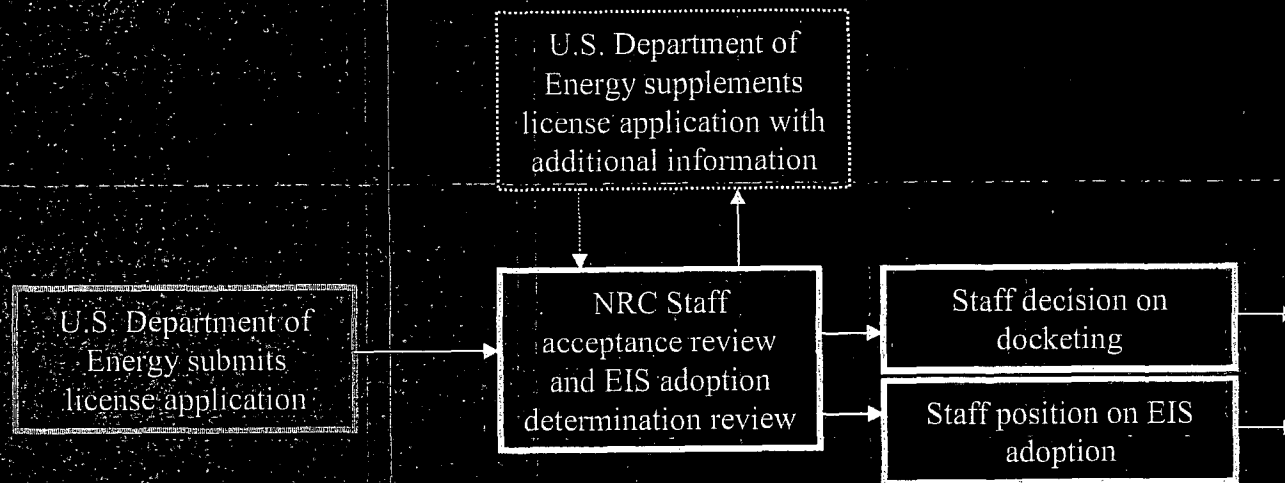 U.S. Department of
Energy supplements
license application with
additional information
U.S. Department of
Energy submits
license application
NRC Staff
acceptance review
and EIS adoption
determination review
Staff decision on
docketing
Staff position on EIS
adoption